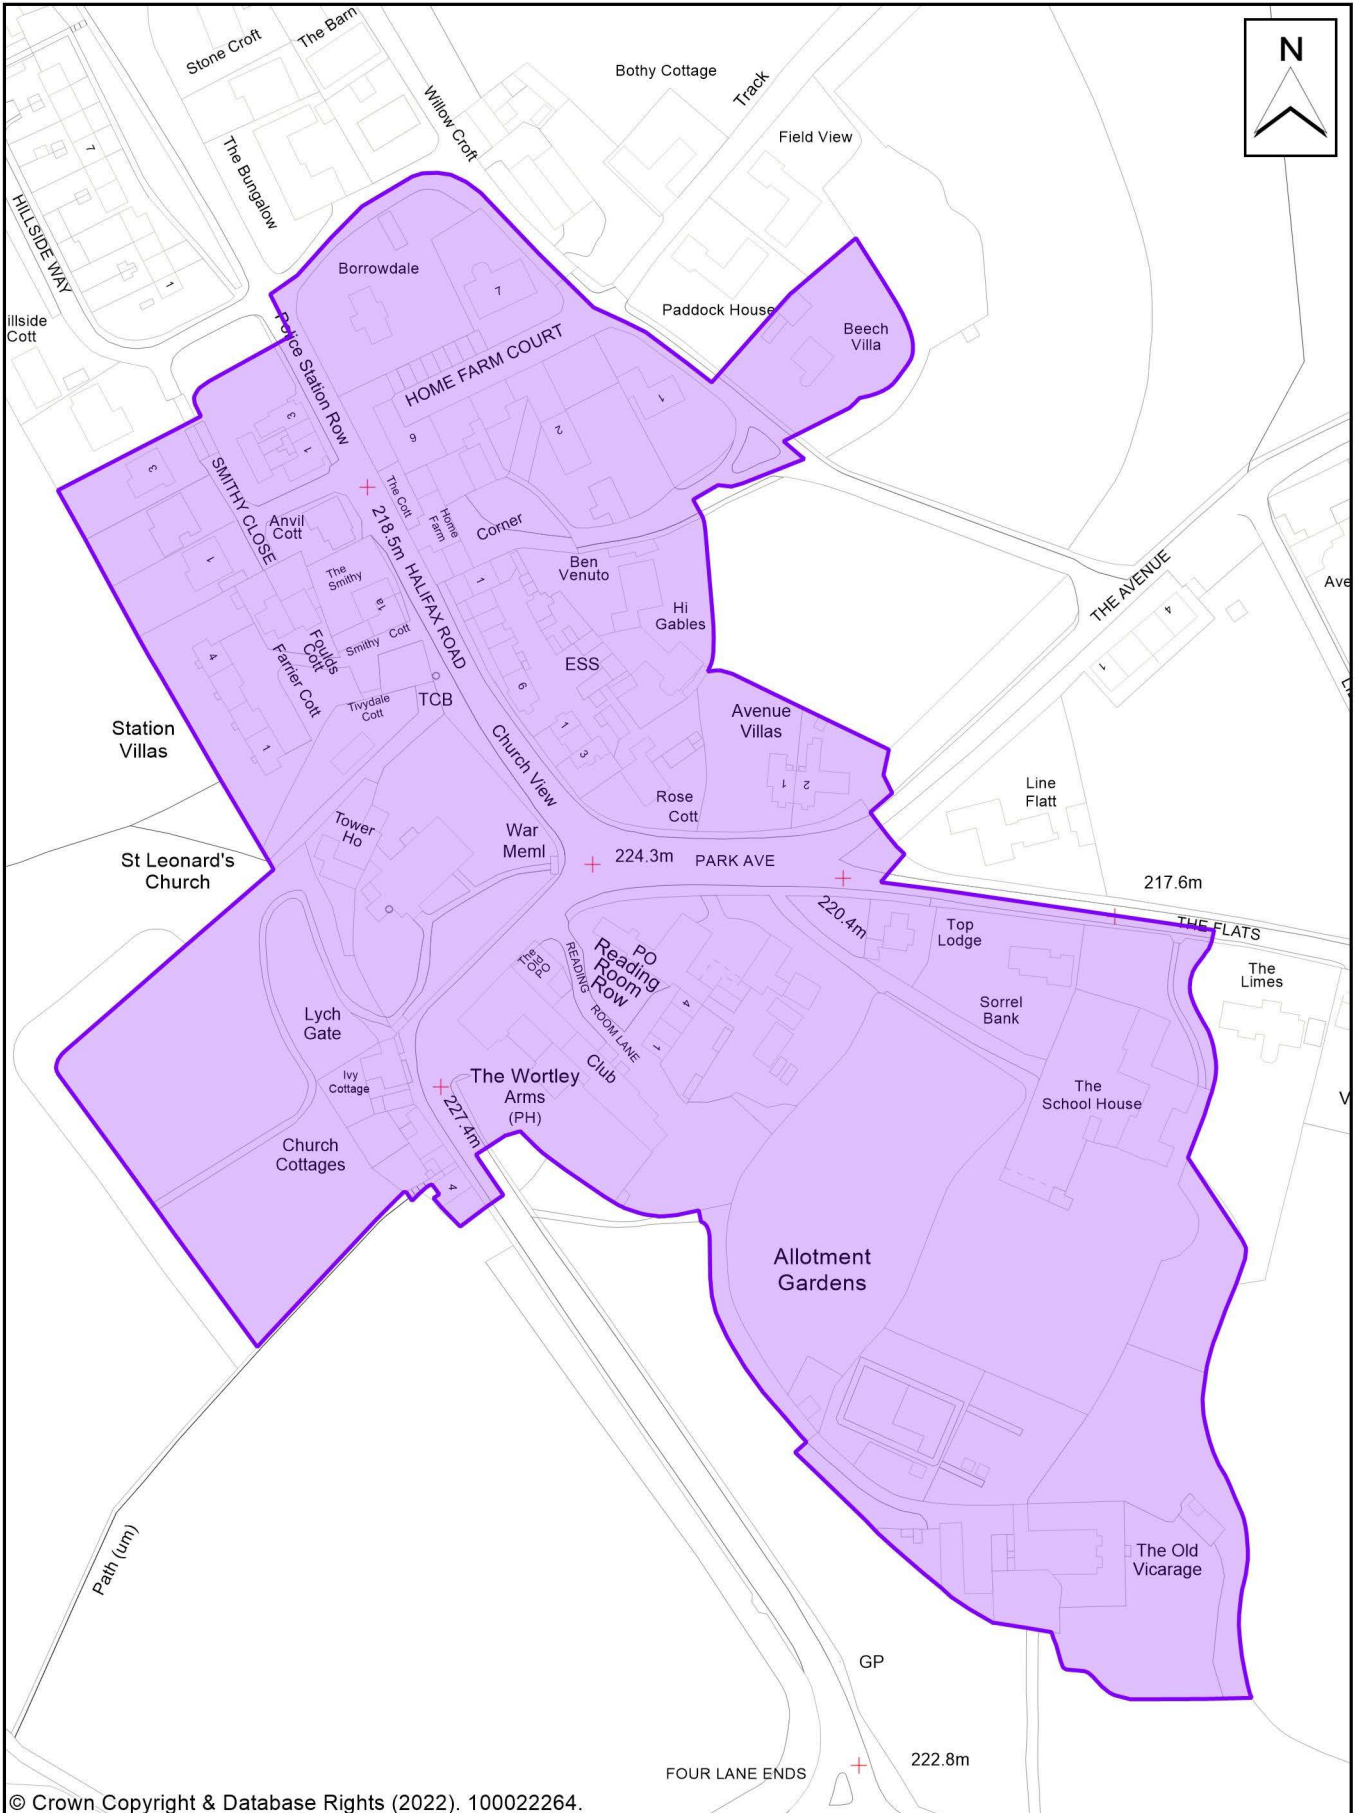 N
Stone Croft
The Barn
Bothy Cottage
Track
Willow Croft
Field View
7
The Bungalow
HILLSIDE WAY
1
Borrowdale
7
illside
Cott
Paddock House
Beech
Villa
Police Station Row
HOME FARM COURT
1
2
6
3
1
3
SMITHY CLOSE
The Cott
Home
Farm
Corner
Anvil
Cott
218.5m
HALIFAX ROAD
1
The
Smithy
1a
1
Ben
Venuto
THE AVENUE
4
1
Ave
Hi
Gables
Foulds
Cott
Smithy Cott
Farrier Cott
4
1
ESS
6
Tivydale
Cott
TCB
Station
Villas
Church View
1
3
Avenue
Villas
1
2
Line
Flatt
Rose
Cott
Tower
Ho
War
Meml
224.3m
PARK AVE
St Leonard's
Church
217.6m
220.4m
THE FLATS
Top
Lodge
The
Limes
The
Old
PO
READING
ROOM LANE
PO
Reading
Room
Row
4
1
Sorrel
Bank
Lych
Gate
Ivy
Cottage
Club
The Wortley
Arms
(PH)
227.4m
The
School House
V
Church
Cottages
4
Allotment
Gardens
Path (um)
The Old
Vicarage
GP
FOUR LANE ENDS
222.8m
© Crown Copyright & Database Rights (2022). 100022264.